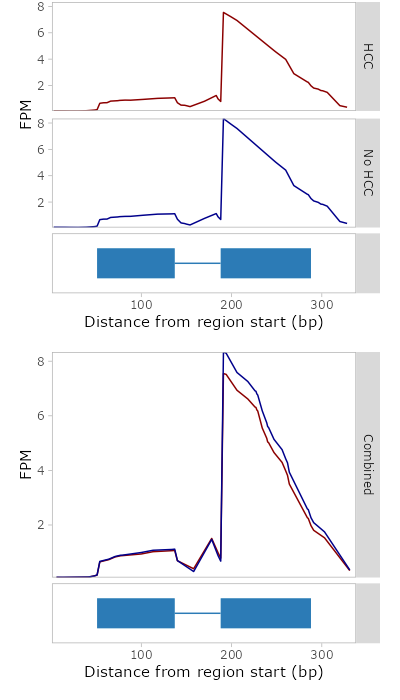 8
6
4
2
HCC
FPM
8
6
4
2
No HCC
100
200
300
Distance from region start (bp)
8
6
4
2
FPM
Combined
100
200
300
Distance from region start (bp)